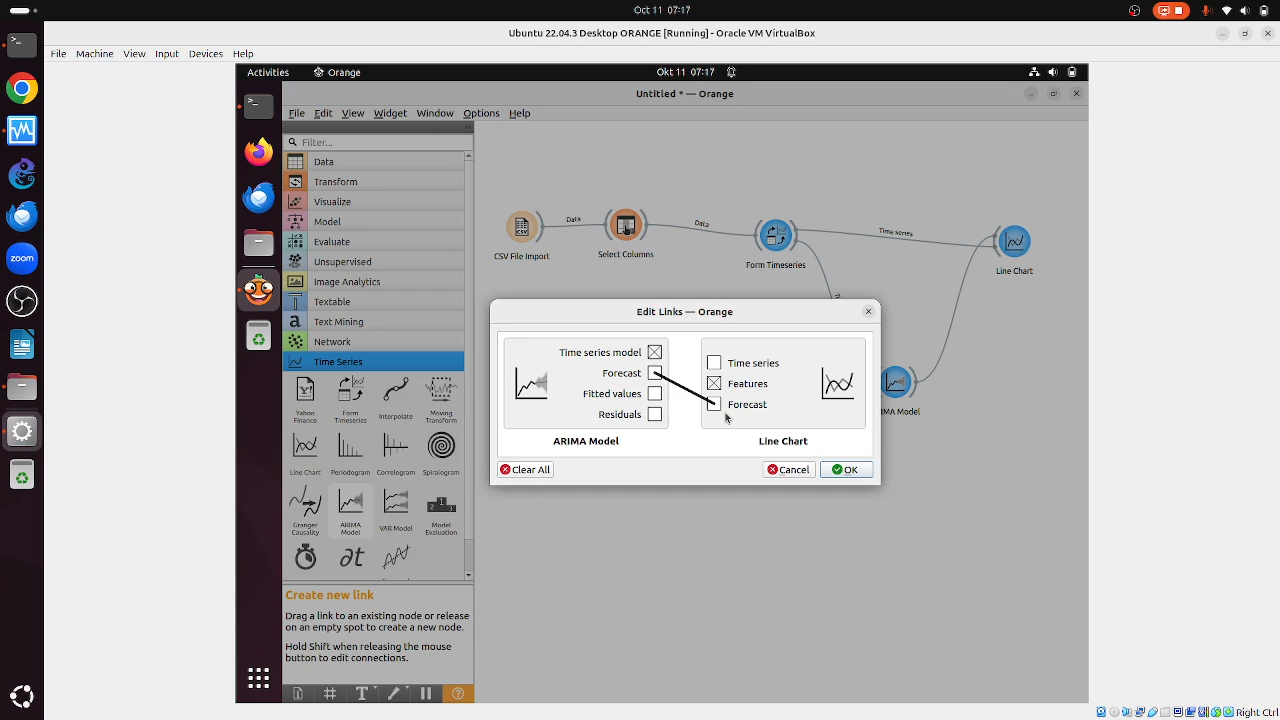 Oct 11 07:17
Ubuntu 22.04.3 Desktop ORANGE [Running] - Oracle VM VirtualBox
File Machine View Input Devices Help
Activities Orange Okt 11 07:17
Untitled * — Orange
File Edit View Widget Window Options Help
Filter...
Data
Transform
Visualize
Model
Evaluate
Unsupervised
Image Analytics
Textable
Text Mining
Network
Time Series
Yahoo Finance
Form Timeseries
Interpolate
Moving Transform
Line Chart
Periodogram
Correlogram
Spiralogram
Granger Causality
ARIMA Model
VAR Model
Model Evaluation
Create new link
Drag a link to an existing node or release
on an empty spot to create a new node.
Hold Shift when releasing the mouse
button to edit connections.
CSV File Import
Data
Select Columns
Data
Form Timeseries
Time series
Line Chart
IMA Model
Edit Links — Orange
Time series model
Forecast
Fitted values
Residuals
ARIMA Model
Time series
Features
Forecast
Line Chart
Clear All
Cancel
OK
zoom
Right Ctrl